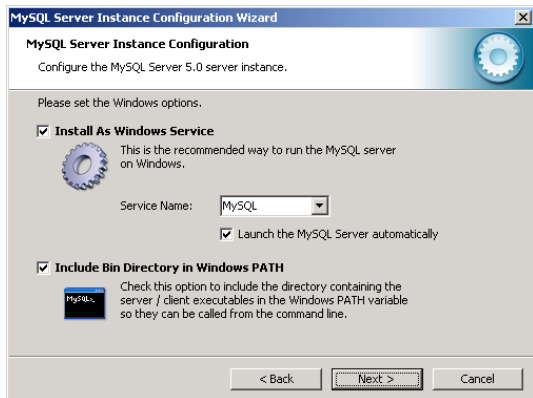 MySQL Server Instance Configuration Wizard
MySQL Server Instance Configuration
Configure the MySQL Server 5.0 server instance.
Please set the Windows options.
Install As Windows Service
This is the recommended way to run the MySQL server
on Windows.
Service Name:
MySQL
Launch the MySQL Server automatically
Include Bin Directory in Windows PATH
Check this option to include the directory containing the
server / client executables in the Windows PATH variable
so they can be called from the command line.
MySQL>_
< Back
Next >
Cancel